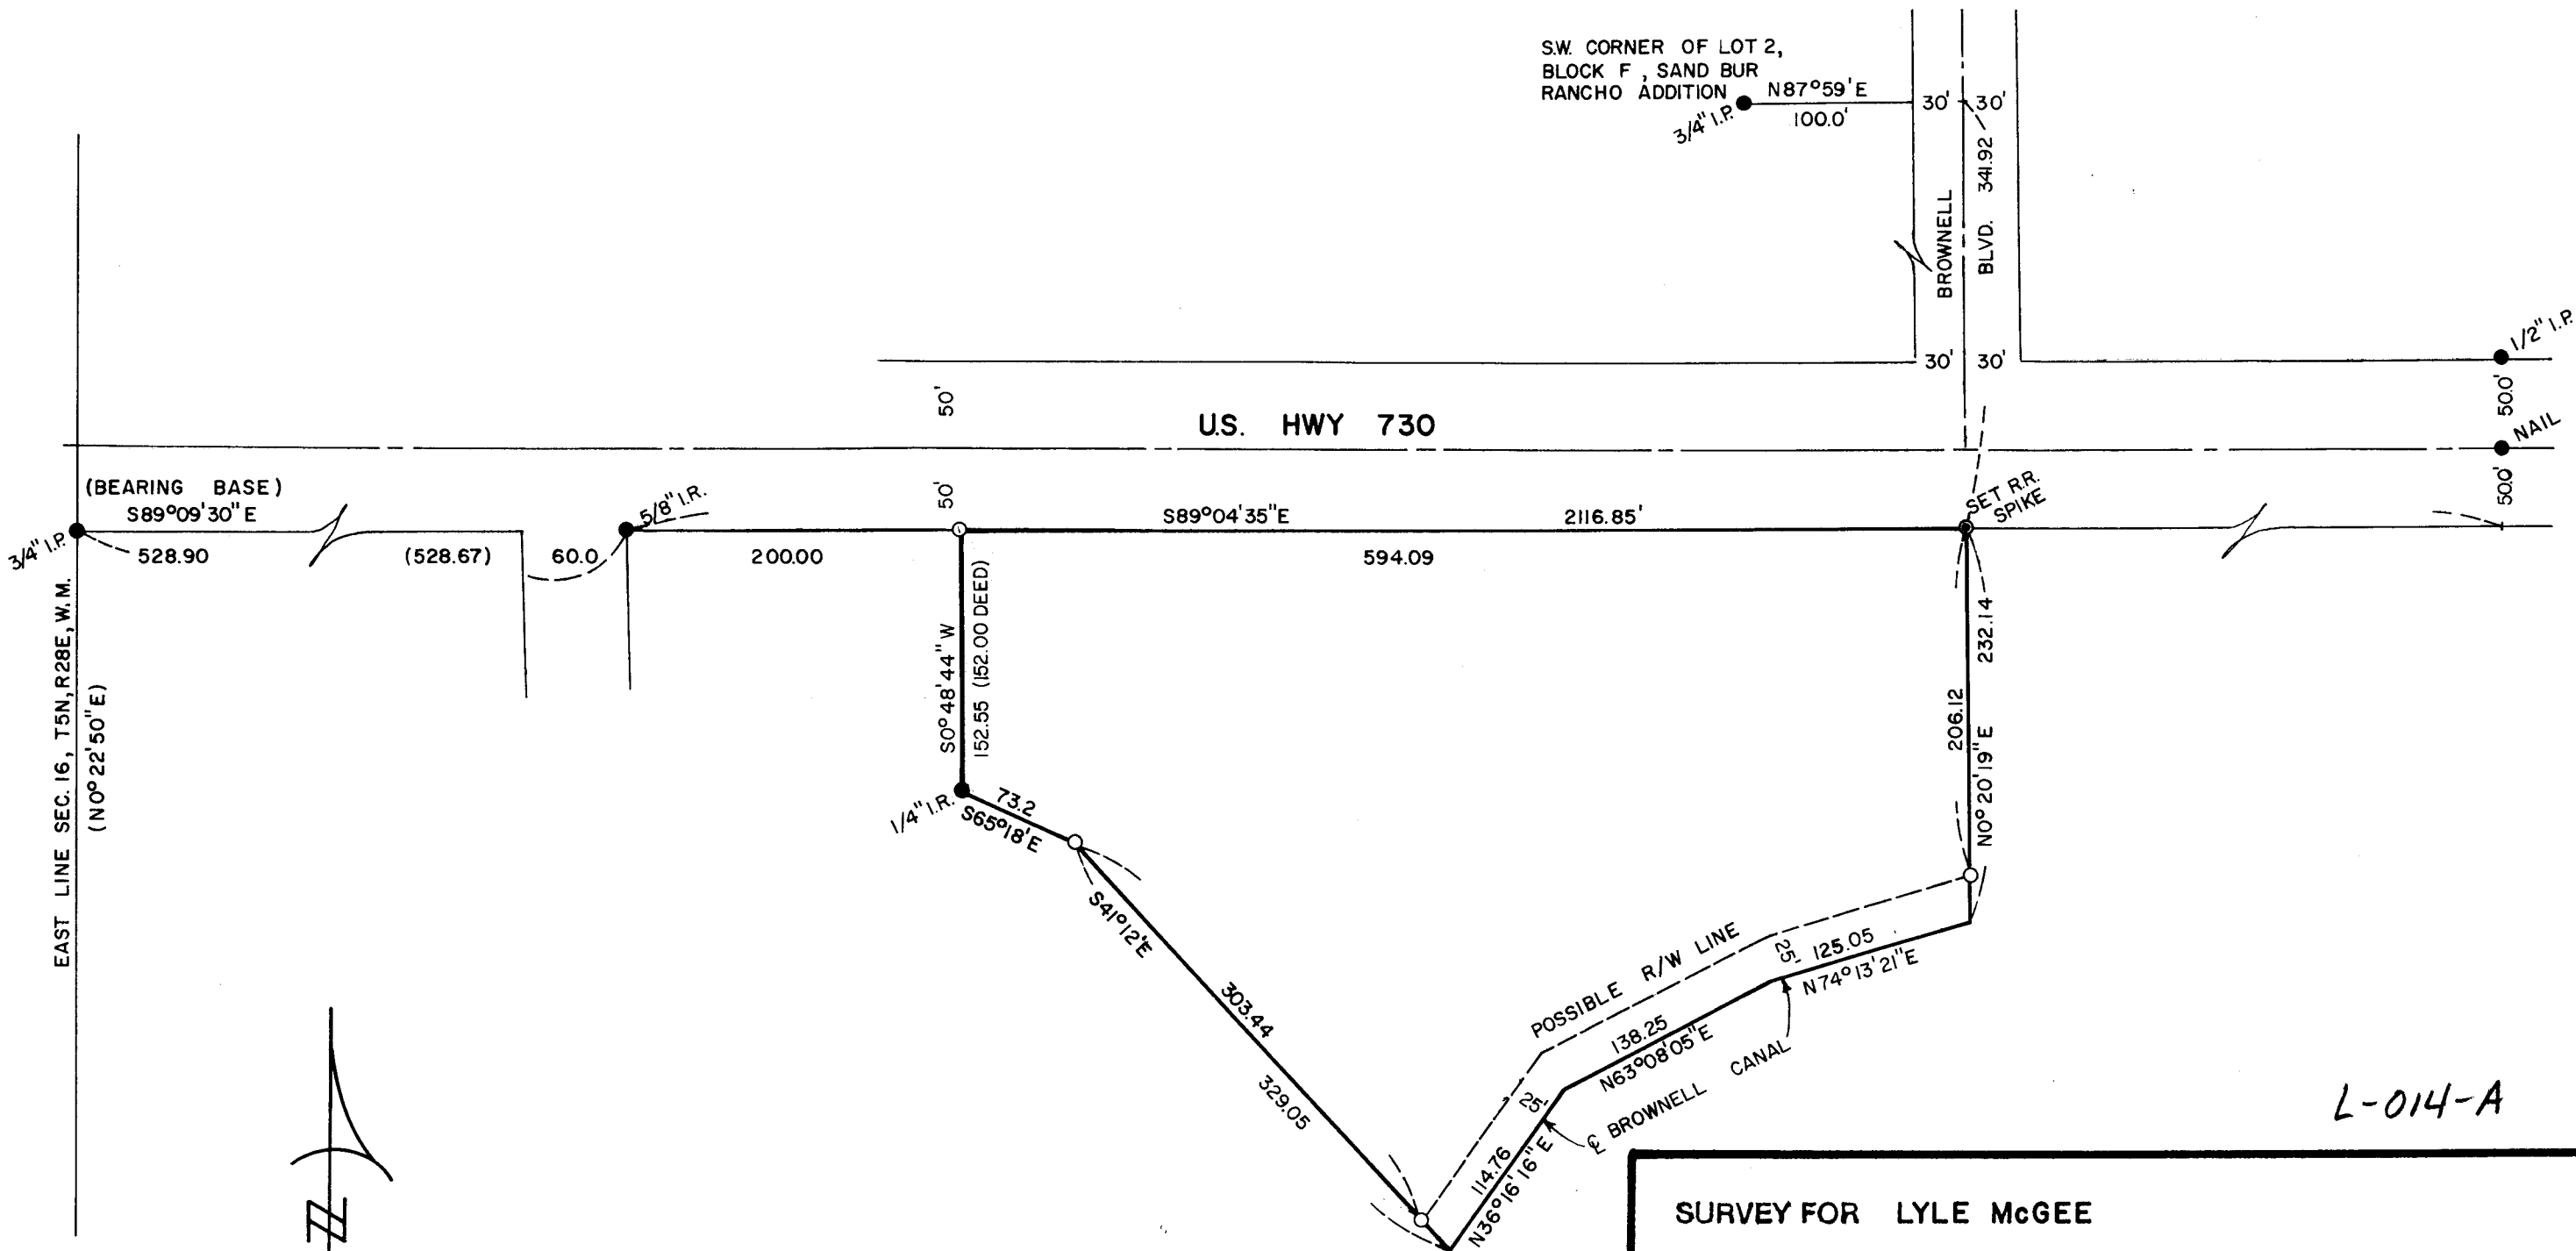 S.W. CORNER OF LOT 2,
BLOCK F, SAND BUR
RANCHO ADDITION
N87°59'E
100.0'
3/4" I.P.
30'
30'
BROWNELL
BLVD.
341.92
30'
30'
1/2" I.P.
50.0'
NAIL
50.0'
50'
U.S. HWY 730
50'
(BEARING BASE)
S89°09'30"E
3/4" I.P.
528.90
(528.67)
60.0
5/8" I.R.
200.00
S89°04'35"E
2116.85'
594.09
SET R.R.
SPIKE
EAST LINE SEC. 16, T5N, R28E, W.M.
(N0°22'50"E)
S0°48'44"W
152.55 (152.00 DEED)
1/4" I.R.
73.2
S65°18'E
S41°12'E
303.44
329.05
232.14
206.12
N0°20'19"E
POSSIBLE R/W LINE
25'
125.05
N74°13'21"E
138.25
N63°08'05"E
℄ BROWNELL CANAL
25'
114.76
N36°16'16"E
N
L-014-A
SURVEY FOR LYLE McGEE